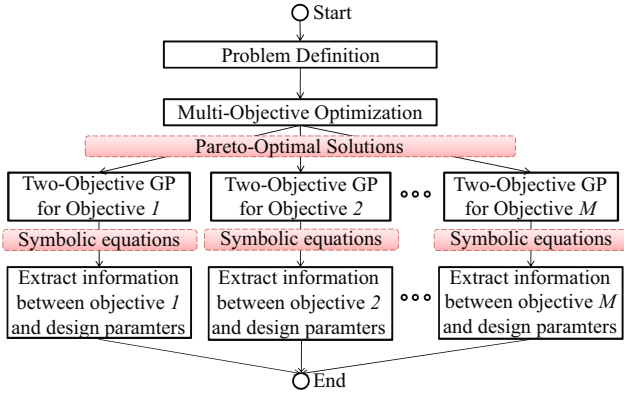 Start
Problem Definition
Multi-Objective Optimization
Pareto-Optimal Solutions
Two-Objective GP
for Objective 1
Two-Objective GP
for Objective 2
Two-Objective GP
for Objective M
Symbolic equations
Symbolic equations
Symbolic equations
Extract information
between objective 1
and design paramters
Extract information
between objective 2
and design paramters
Extract information
between objective M
and design paramters
End